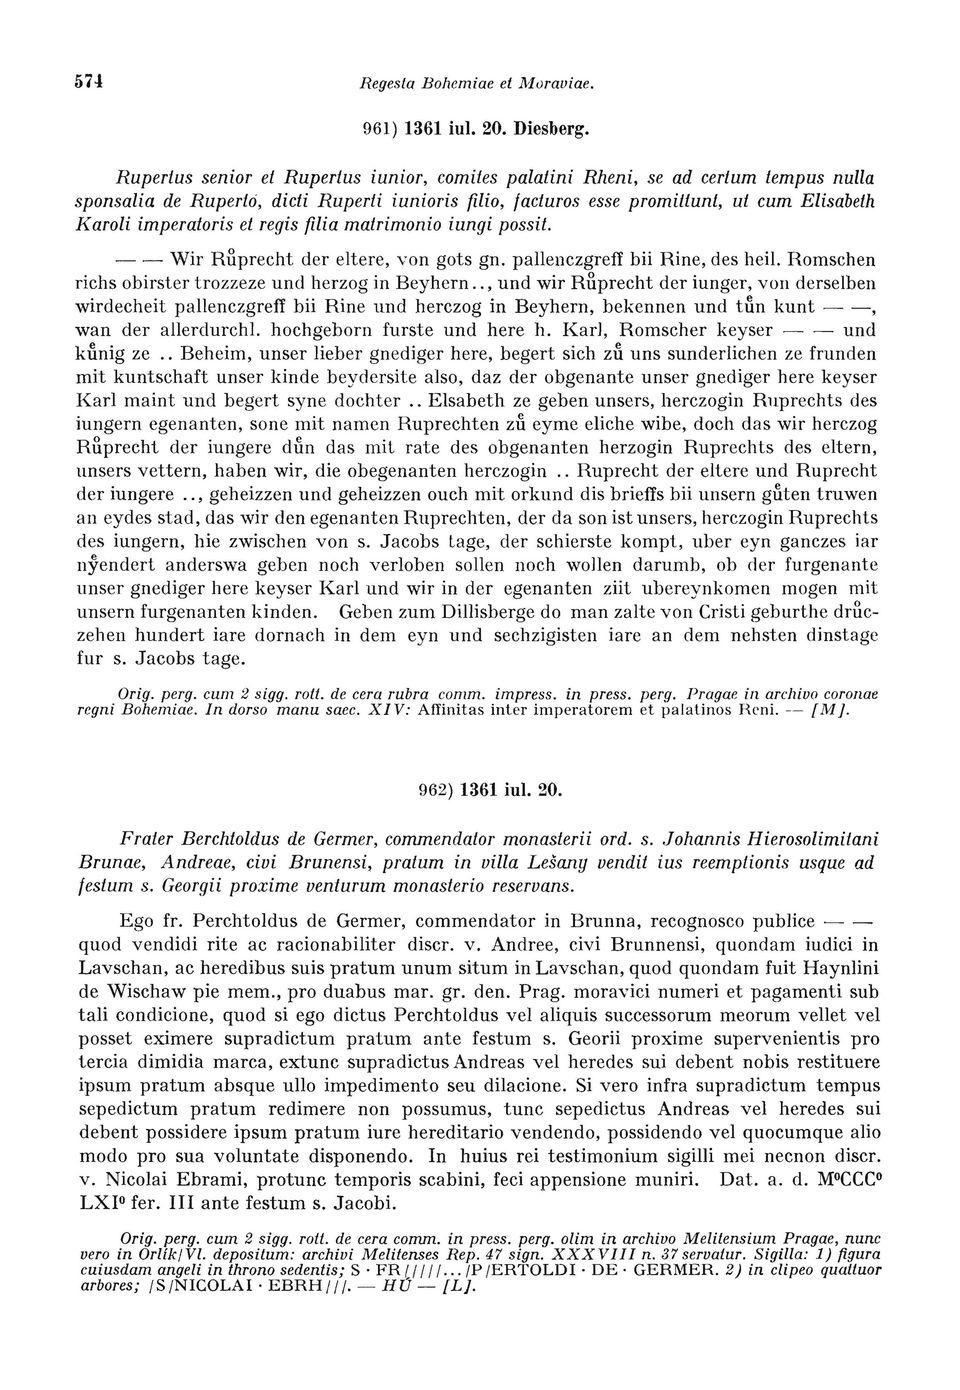 574
Regesta Bohemiae et Moraviae.
961) 1361 iul. 20. Diesberg.
Rupertus senior et Rupertus iunior, comites palatini Rheni, se ad certum tempus nulla
sponsalia de Ruperto, dicti Ruperti iunioris filio, facturos esse promittunt, ut cum Elisabeth
Karoli imperatoris et regis filia matrimonio iungi possit.
— — Wir Růprecht der eltere, von gots gn. pallenczgreff bii Rine, des heil. Romschen
richs obirster trozzeze und herzog in Beyhern.., und wir Růprecht der iunger, von derselben
wirdecheit pallenczgreff bii Rine und herczog in Beyhern, bekennen und tuͤn kunt — —,
wan der allerdurchl. hochgeborn furste und here h. Karl, Romscher keyser — — und
kuͤnig ze .. Beheim, unser lieber gnediger here, begert sich zuͤ uns sunderlichen ze frunden
mit kuntschaft unser kinde beydersite also, daz der obgenante unser gnediger here keyser
Karl maint und begert syne dochter .. Elsabeth ze geben unsers, herczogin Ruprechts des
iungern egenanten, sone mit namen Ruprechten zuͤ eyme eliche wibe, doch das wir herczog
Růprecht der iungere duͤn das mit rate des obgenanten herzogin Ruprechts des eltern,
unsers vettern, haben wir, die obegenanten herczogin .. Ruprecht der eltere und Ruprecht
der iungere .., geheizzen und geheizzen ouch mit orkund dis brieffs bii unsern guͤten truwen
an eydes stad, das wir den egenanten Ruprechten, der da son ist unsers, herczogin Ruprechts
des iungern, hie zwischen von s. Jacobs tage, der schierste kompt, uber eyn ganczes iar
nyͤendert anderswa geben noch verloben sollen noch wollen darumb, ob der furgenante
unser gnediger here keyser Karl und wir in der egenanten ziit ubereynkomen mogen mit
unsern furgenanten kinden. Geben zum Dillisberge do man zalte von Cristi geburthe drůc-
zehen hundert iare dornach in dem eyn und sechzigisten iare an dem nehsten dinstage
fur s. Jacobs tage.
Orig. perg. cum 2 sigg. rott. de cera rubra comm. impress. in press. perg. Pragae in archivo coronae
regni Bohemiae. In dorso manu saec. XIV: Affinitas inter imperatorem et palatinos Reni. — [M].
962) 1361 iul. 20.
Frater Berchtoldus de Germer, commendator monasterii ord. s. Johannis Hierosolimitani
Brunae, Andreae, civi Brunensi, pratum in villa Lešany vendit ius reemptionis usque ad
festum s. Georgii proxime venturum monasterio reservans.
Ego fr. Perchtoldus de Germer, commendator in Brunna, recognosco publice — —
quod vendidi rite ac racionabiliter discr. v. Andree, civi Brunnensi, quondam iudici in
Lavschan, ac heredibus suis pratum unum situm in Lavschan, quod quondam fuit Haynlini
de Wischaw pie mem., pro duabus mar. gr. den. Prag. moravici numeri et pagamenti sub
tali condicione, quod si ego dictus Perchtoldus vel aliquis successorum meorum vellet vel
posset eximere supradictum pratum ante festum s. Georii proxime supervenientis pro
tercia dimidia marca, extunc supradictus Andreas vel heredes sui debent nobis restituere
ipsum pratum absque ullo impedimento seu dilacione. Si vero infra supradictum tempus
sepedictum pratum redimere non possumus, tunc sepedictus Andreas vel heredes sui
debent possidere ipsum pratum iure hereditario vendendo, possidendo vel quocumque alio
modo pro sua voluntate disponendo. In huius rei testimonium sigilli mei necnon discr.
v. Nicolai Ebrami, protunc temporis scabini, feci appensione muniri. Dat. a. d. MºCCCº
LXIº fer. III ante festum s. Jacobi.
Orig. perg. cum 2 sigg. rott. de cera comm. in press. perg. olim in archivo Melitensium Pragae, nunc
vero in Orlík/Vl. depositum: archivi Melitenses Rep. 47 sign. XXXVIII n. 37 servatur. Sigilla: 1) figura
cuiusdam angeli in throno sedentis; S · FR/////.../P/ERTOLDI · DE · GERMER. 2) in clipeo quattuor
arbores; /S/NICOLAI · EBRH///. — HÚ — [L].